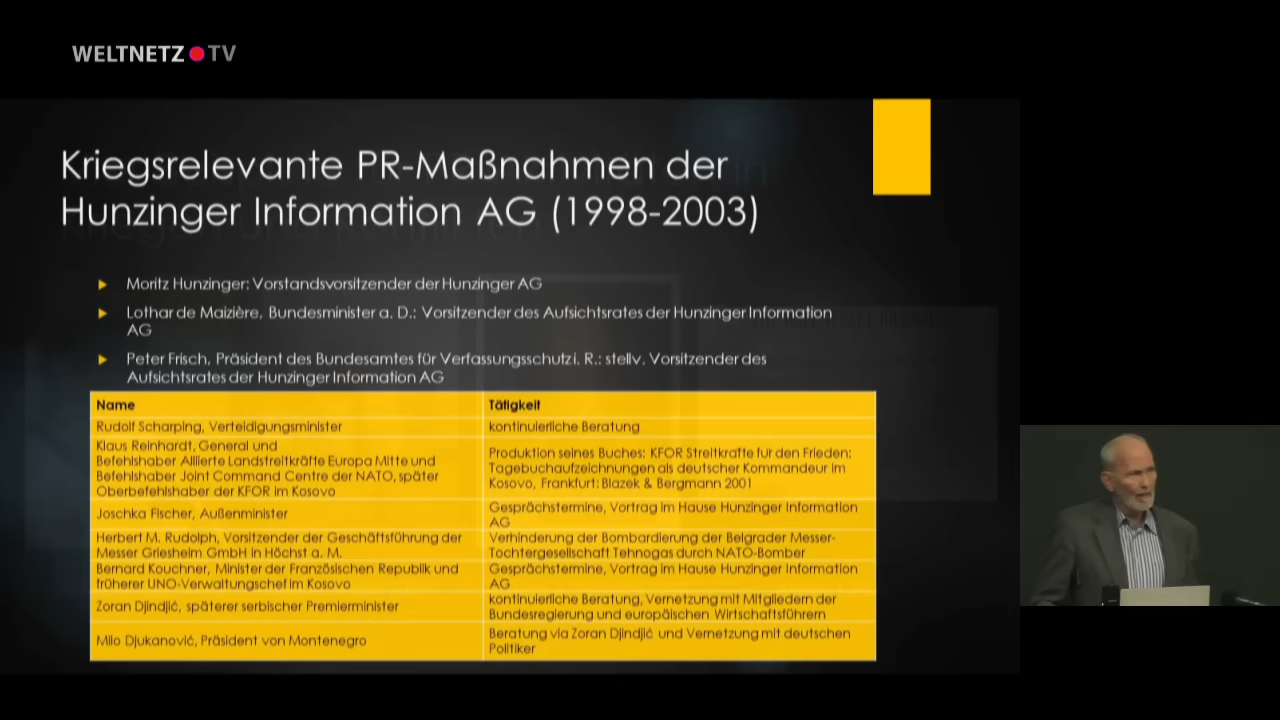 WELTNETZ TV
Kriegsrelevante PR-Maßnahmen der
Hunzinger Information AG (1998-2003)
Moritz Hunzinger: Vorstandsvorsitzender der Hunzinger AG
Lothar de Maizière, Bundesminister a. D.: Vorsitzender des Aufsichtsrates der Hunzinger Information
AG
Peter Frisch, Präsident des Bundesamtes für Verfassungsschutz i. R.: stellv. Vorsitzender des
Aufsichtsrates der Hunzinger Information AG
Name
Tätigkeit
Rudolf Scharping, Verteidigungsminister
kontinuierliche Beratung
Klaus Reinhardt, General und
Befehlshaber Alllierte Landstreitkräfte Europa Mitte und
Befehlshaber Joint Command Centre der NATO, später
Oberbefehlshaber der KFOR im Kosovo
Produktion seines Buches: KFOR Streitkrafte fur den Frieden:
Tagebuchaufzeichnungen als deutscher Kommandeur im
Kosovo, Frankfurt: Blazek & Bergmann 2001
Joschka Fischer, Außenminister
Gesprächstermine, Vortrag im Hause Hunzinger Information
AG
Herbert M. Rudolph, Vorsitzender der Geschäftsführung der
Messer Griesheim GmbH in Höchst a. M.
Verhinderung der Bombardierung der Belgrader Messer-
Tochtergesellschaft Tehnogas durch NATO-Bomber
Bernard Kouchner, Minister der Französischen Republik und
früherer UNO-Verwaltungschef im Kosovo
Gesprächstermine, Vortrag im Hause Hunzinger Information
AG
Zoran Djindjić, späterer serbischer Premierminister
kontinuierliche Beratung, Vernetzung mit Mitgliedern der
Bundesregierung und europäischen Wirtschaftsführern
Milo Djukanović, Präsident von Montenegro
Beratung via Zoran Djindjić und Vernetzung mit deutschen
Politiker